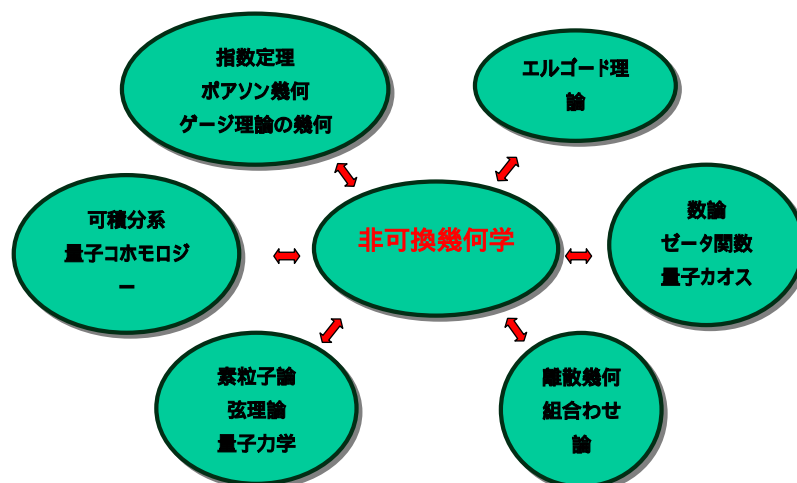 指数定理
ポアソン幾何
ゲージ理論の幾何
エルゴード理
論
可積分系
量子コホモロジ
ー
非可換幾何学
数論
ゼータ関数
量子カオス
素粒子論
弦理論
量子力学
離散幾何
組合わせ
論